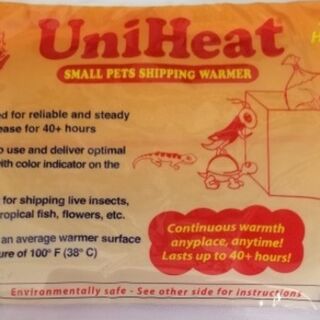 UniHeat
SMALL PETS SHIPPING WARMER
ed for reliable and steady
ease for 40+ hours
o use and deliver optimal
with color indicator on the
for shipping live insects,
ropical fish, flowers, etc.
an average warmer surface
ure of 100° F (38° C)
Continuous warmth
anyplace, anytime!
Lasts up to 40+ hours!
Environmentally safe - See other side for instructions